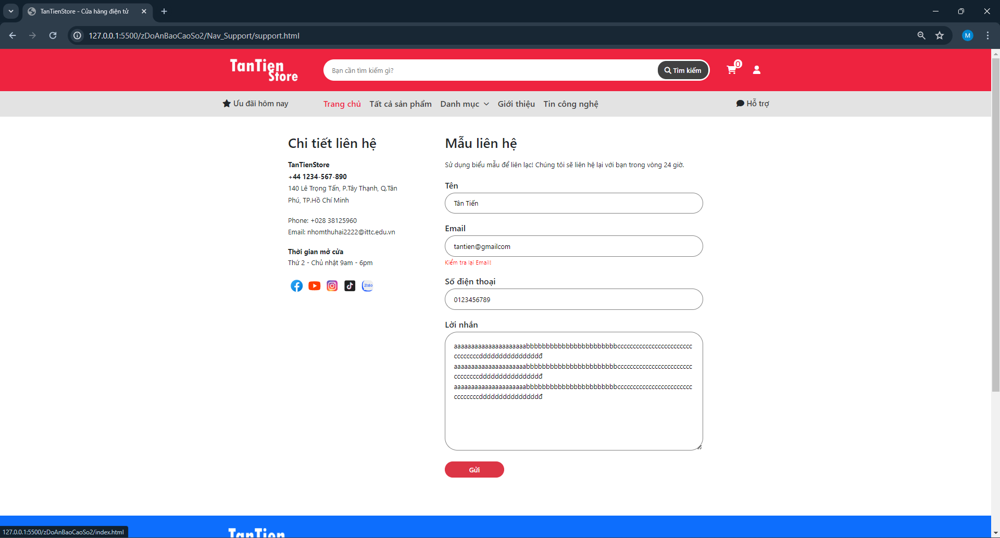 TanTienStore - Cửa hàng điện tử
127.0.0.1:5500/zDoAnBaoCaoSo2/Nav_Support/support.html
M
TanTien
Store
Bạn cần tìm kiếm gì?
Tìm kiếm
0
Ưu đãi hôm nay
Trang chủ
Tất cả sản phẩm
Danh mục
Giới thiệu
Tin công nghệ
Hỗ trợ
Chi tiết liên hệ
TanTienStore
+44 1234-567-890
140 Lê Trọng Tấn, P.Tây Thạnh, Q.Tân
Phú, TP.Hồ Chí Minh
Phone: +028 38125960
Email: nhomthuhai2222@ittc.edu.vn
Thời gian mở cửa
Thứ 2 - Chủ nhật 9am - 6pm
Zalo
Mẫu liên hệ
Sử dụng biểu mẫu để liên lạc! Chúng tôi sẽ liên hệ lại với bạn trong vòng 24 giờ.
Tên
Tân Tiến
Email
tantien@gmailcom
Kiểm tra lại Email!
Số điện thoại
0123456789
Lời nhắn
aaaaaaaaaaaaaaaaaaaaabbbbbbbbbbbbbbbbbbbbbbbcccccccccccccccccccccccc
ccccccccdddddddddddddddđ
aaaaaaaaaaaaaaaaaaaaabbbbbbbbbbbbbbbbbbbbbbbcccccccccccccccccccccccc
ccccccccdddddddddddddddđ
aaaaaaaaaaaaaaaaaaaaabbbbbbbbbbbbbbbbbbbbbbbcccccccccccccccccccccccc
ccccccccdddddddddddddddđ
Gửi
TanTien
127.0.0.1:5500/zDoAnBaoCaoSo2/index.html